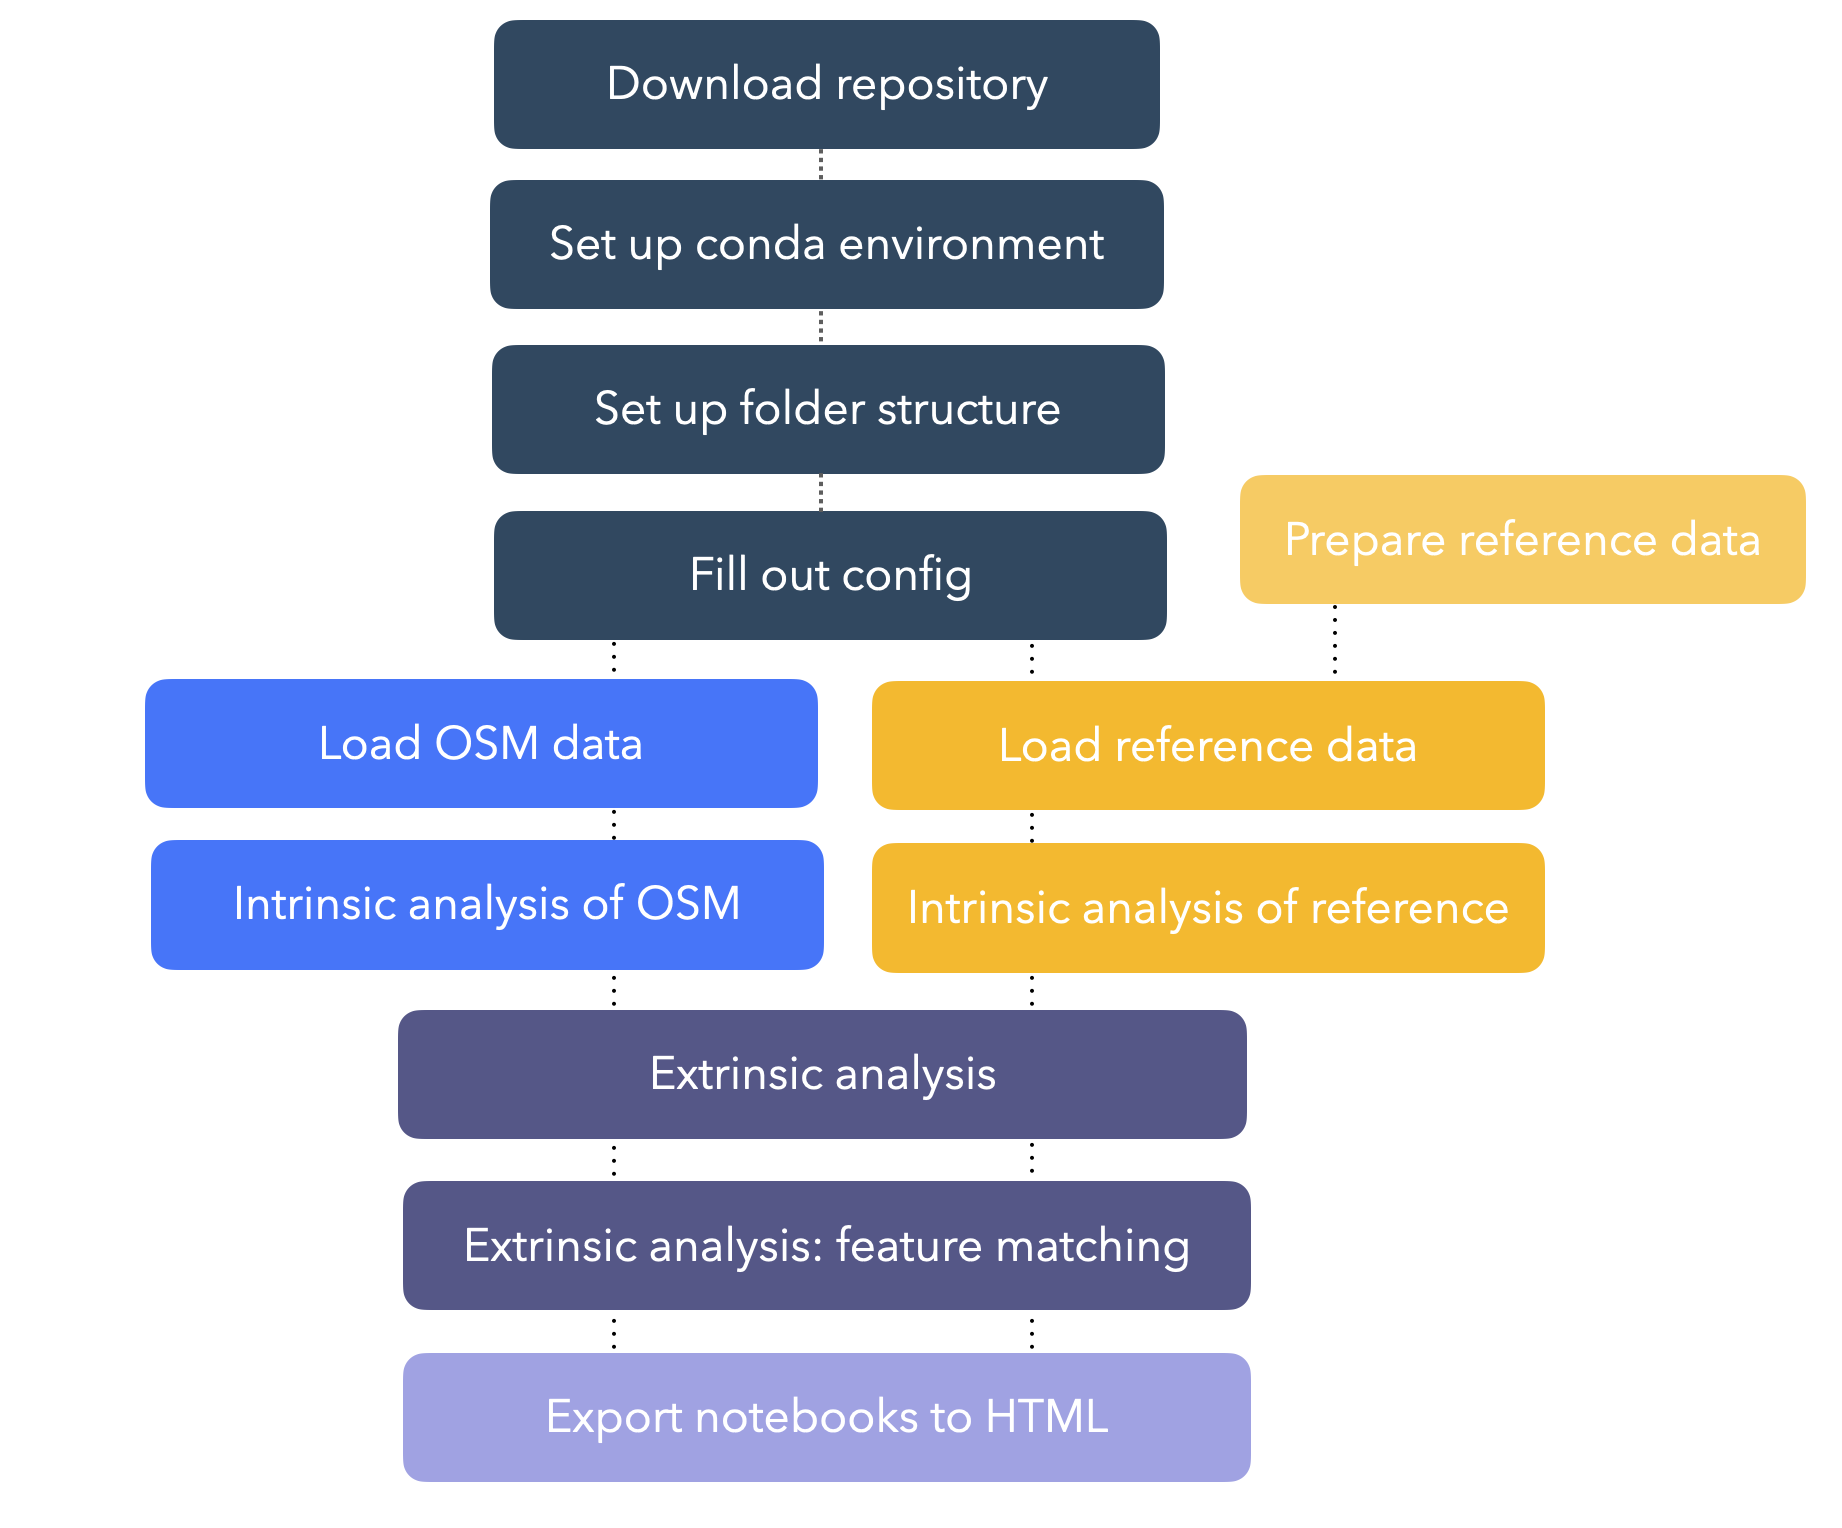 Download repository
Set up conda environment
Set up folder structure
Prepare reference data
Fill out config
Load OSM data
Load reference data
Intrinsic analysis of OSM
Intrinsic analysis of reference
Extrinsic analysis
Extrinsic analysis: feature matching
Export notebooks to HTML